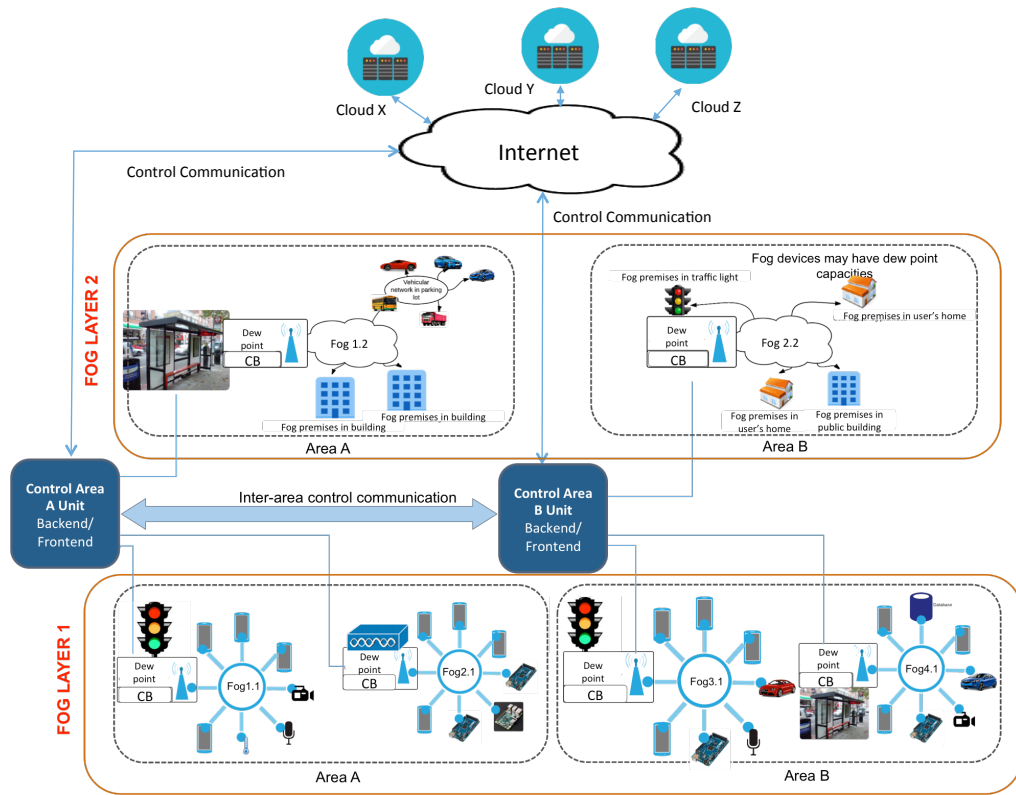 Cloud X
Cloud Y
Cloud Z
Internet
Control Communication
Control Communication
FOG LAYER 2
Vehicular
network in parking
lot
Dew
point
CB
Fog 1.2
Fog premises in building
Fog premises in building
Area A
Fog devices may have dew point
capacities
Fog premises in traffic light
Fog premises in user's home
Dew
point
CB
Fog 2.2
Fog premises in
user's home
Fog premises in
public building
Area B
Control Area
A Unit
Backend/
Frontend
Inter-area control communication
Control Area
B Unit
Backend/
Frontend
FOG LAYER 1
Dew
point
CB
Fog1.1
Dew
point
CB
Fog2.1
Area A
Dew
point
CB
Fog3.1
Database
Dew
point
CB
Fog4.1
Area B